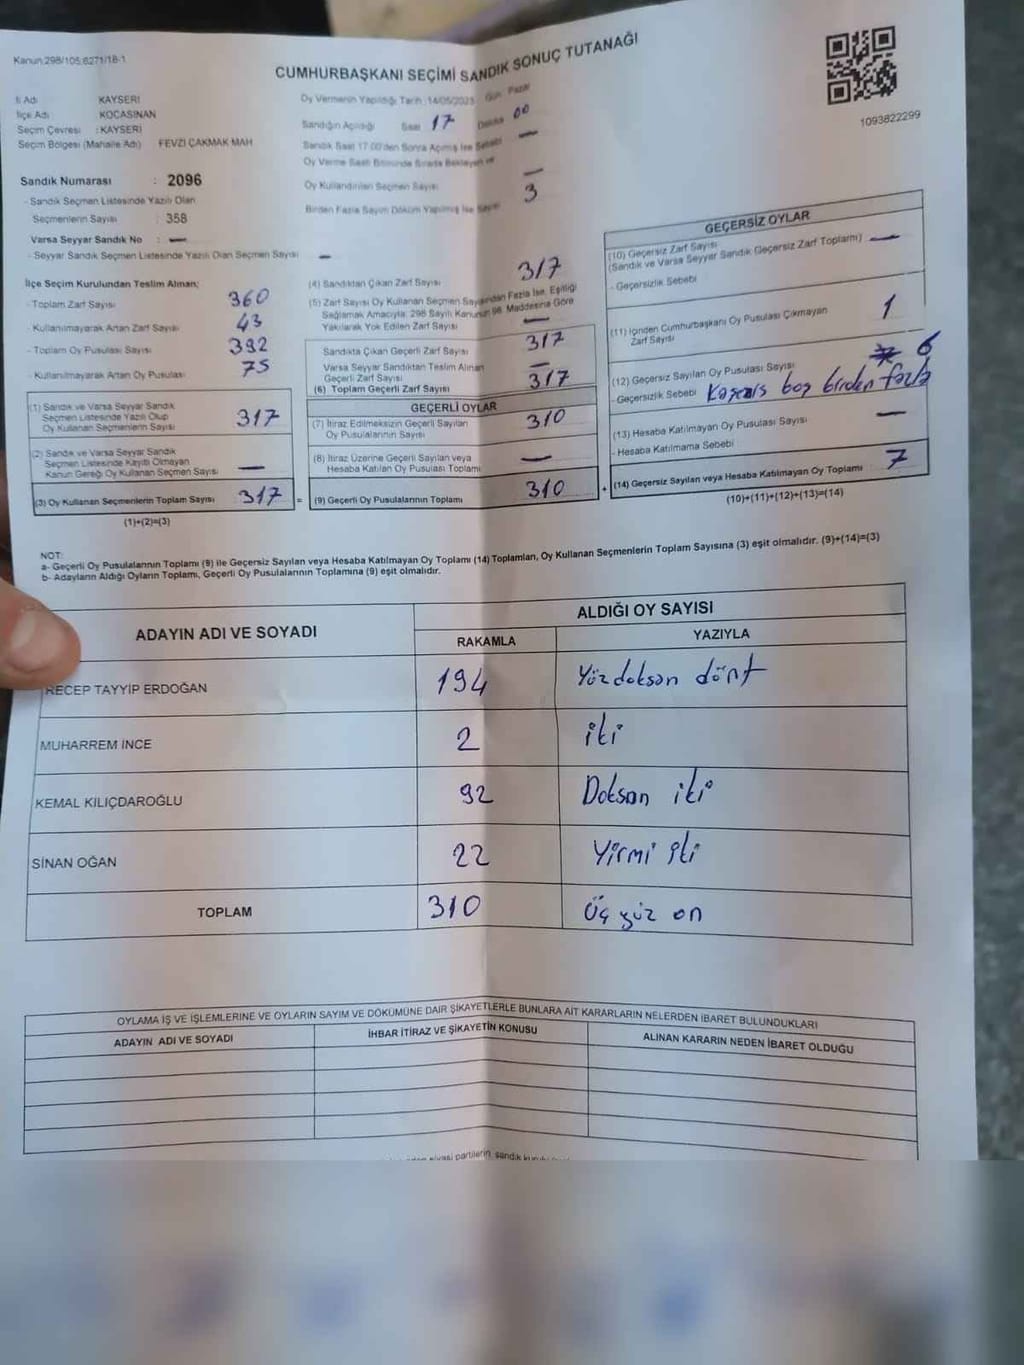 Kanun:298/105;6271/18-1
CUMHURBAŞKANI SEÇİMİ SANDIK SONUÇ TUTANAĞI
1093822299
İl Adı KAYSERİ
İlçe Adı KOCASİNAN
Seçim Çevresi : KAYSERİ
Seçim Bölgesi (Mahalle Adı) FEVZİ ÇAKMAK MAH
Sandık Numarası : 2096
- Sandık Seçmen Listesinde Yazılı Olan
Seçmenlerin Sayısı : 358
Varsa Seyyar Sandık No : —
- Seyyar Sandık Seçmen Listesinde Yazılı Olan Seçmen Sayısı —
Oy Vermenin Yapıldığı Tarih :14/05/2023 Gün Pazar
Sandığın Açıldığı Saat 17 Dakika 00
Sandık Saat 17.00'den Sonra Açılmış İse Sebebi —
Oy Verme Saati Bitiminde Sırada Bekleyen ve
Oy Kullandırılan Seçmen Sayısı —
Birden Fazla Sayım Döküm Yapılmış İse Sayısı 3
İlçe Seçim Kurulundan Teslim Alınan;
- Toplam Zarf Sayısı 360
- Kullanılmayarak Artan Zarf Sayısı 43
- Toplam Oy Pusulası Sayısı 392
- Kullanılmayarak Artan Oy Pusulası 75
(1) Sandık ve Varsa Seyyar Sandık
Seçmen Listesinde Yazılı Olup
Oy Kullanan Seçmenlerin Sayısı 317
(2) Sandık ve Varsa Seyyar Sandık
Seçmen Listesinde Kayıtlı Olmayan
Kanun Gereği Oy Kullanan Seçmen Sayısı —
(3) Oy Kullanan Seçmenlerin Toplam Sayısı 317 =
(1)+(2)=(3)
(4) Sandıktan Çıkan Zarf Sayısı 317
(5) Zarf Sayısı Oy Kullanan Seçmen Sayısından Fazla İse, Eşitliği
Sağlamak Amacıyla; 298 Sayılı Kanunun 98. Maddesine Göre
Yakılarak Yok Edilen Zarf Sayısı —
Sandıkta Çıkan Geçerli Zarf Sayısı 317
Varsa Seyyar Sandıktan Teslim Alınan
Geçerli Zarf Sayısı —
(6) Toplam Geçerli Zarf Sayısı 317
GEÇERLİ OYLAR
(7) İtiraz Edilmeksizin Geçerli Sayılan
Oy Pusulalarının Sayısı 310
(8) İtiraz Üzerine Geçerli Sayılan veya
Hesaba Katılan Oy Pusulası Toplamı —
(9) Geçerli Oy Pusulalarının Toplamı 310 +
GEÇERSİZ OYLAR
(10) Geçersiz Zarf Sayısı
(Sandık ve Varsa Seyyar Sandık Geçersiz Zarf Toplamı) —
- Geçersizlik Sebebi
(11) İçinden Cumhurbaşkanı Oy Pusulası Çıkmayan
Zarf Sayısı 1
(12) Geçersiz Sayılan Oy Pusulası Sayısı 6
- Geçersizlik Sebebi boş birden fazla
(13) Hesaba Katılmayan Oy Pusulası Sayısı —
- Hesaba Katılmama Sebebi
(14) Geçersiz Sayılan veya Hesaba Katılmayan Oy Toplamı 7
(10)+(11)+(12)+(13)=(14)
NOT:
a- Geçerli Oy Pusulalarının Toplamı (9) ile Geçersiz Sayılan veya Hesaba Katılmayan Oy Toplamı (14) Toplamları, Oy Kullanan Seçmenlerin Toplam Sayısına (3) eşit olmalıdır. (9)+(14)=(3)
b- Adayların Aldığı Oyların Toplamı, Geçerli Oy Pusulalarının Toplamına (9) eşit olmalıdır.
ADAYIN ADI VE SOYADI ALDIĞI OY SAYISI
RAKAMLA YAZIYLA
RECEP TAYYİP ERDOĞAN 194 Yüzdoksan dört
MUHARREM İNCE 2 iki
KEMAL KILIÇDAROĞLU 92 Doksan iki
SİNAN OĞAN 22 Yirmi iki
TOPLAM 310 Üç yüz on
OYLAMA İŞ VE İŞLEMLERİNE VE OYLARIN SAYIM VE DÖKÜMÜNE DAİR ŞİKAYETLERLE BUNLARA AİT KARARLARIN NELERDEN İBARET BULUNDUKLARI
ADAYIN ADI VE SOYADI İHBAR İTİRAZ VE ŞİKAYETİN KONUSU ALINAN KARARIN NEDEN İBARET OLDUĞU
siyasi partilerin sandık